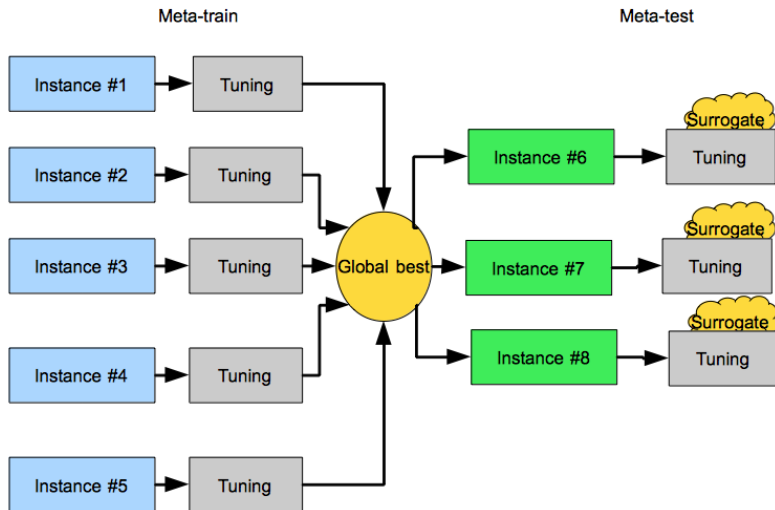 Meta-train
Meta-test
Instance #1
Tuning
Instance #2
Tuning
Instance #3
Tuning
Instance #4
Tuning
Instance #5
Tuning
Global best
Surrogate
Instance #6
Tuning
Surrogate
Instance #7
Tuning
Surrogate
Instance #8
Tuning